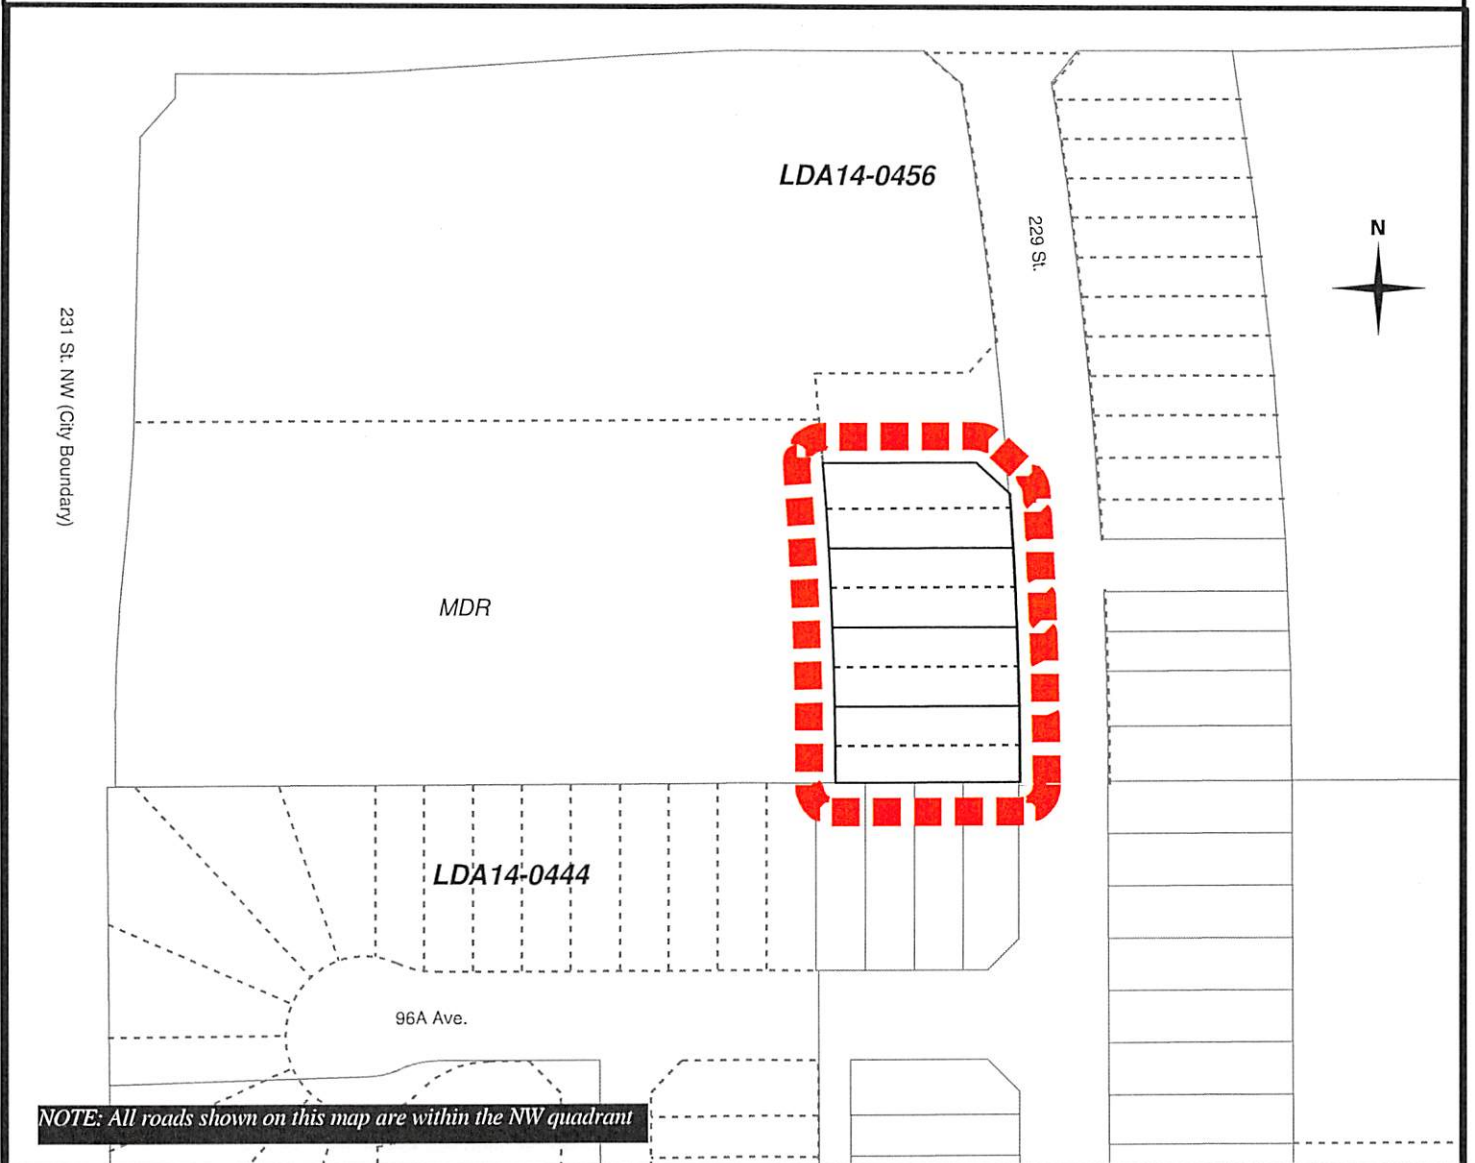 LDA14-0456
229 St.
N
231 St. NW (City Boundary)
MDR
LDA14-0444
96A Ave.
NOTE: All roads shown on this map are within the NW quadrant